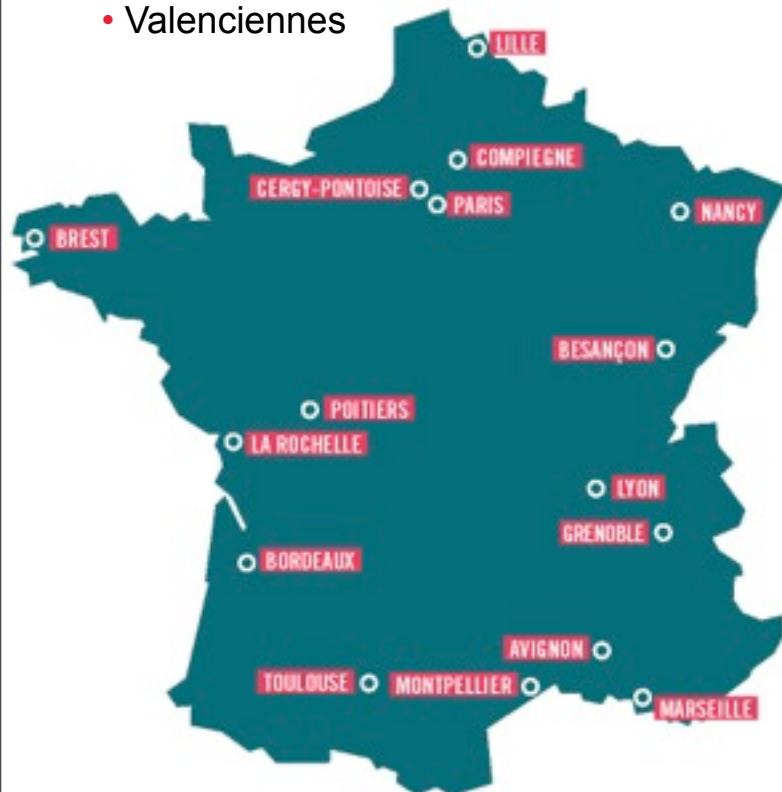 • Valenciennes
LILLE
COMPIEGNE
CERGY-PONTOISE
PARIS
NANCY
BREST
BESANÇON
POITIERS
LA ROCHELLE
LYON
GRENOBLE
BORDEAUX
AVIGNON
TOULOUSE
MONTPELLIER
MARSEILLE